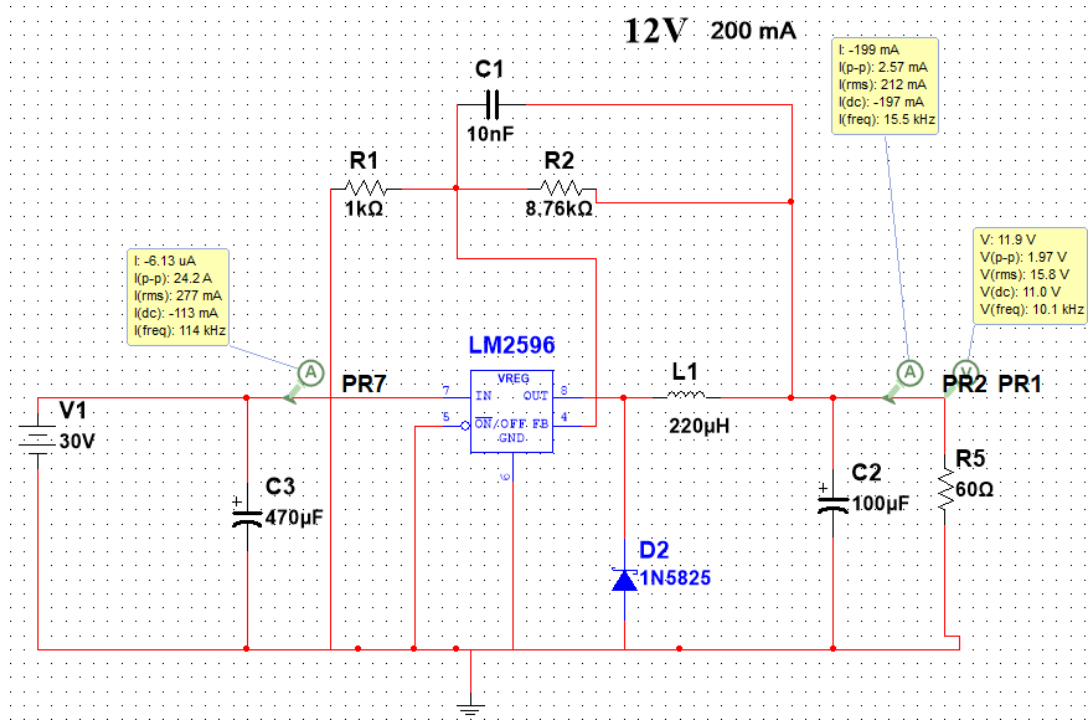 12V 200 mA
I: -199 mA
I(p-p): 2.57 mA
I(rms): 212 mA
I(dc): -197 mA
I(freq): 15.5 kHz
C1
10nF
R1
1kΩ
R2
8.76kΩ
V: 11.9 V
V(p-p): 1.97 V
V(rms): 15.8 V
V(dc): 11.0 V
V(freq): 10.1 kHz
I: -6.13 uA
I(p-p): 24.2 A
I(rms): 277 mA
I(dc): -113 mA
I(freq): 114 kHz
LM2596
VREG
7 IN OUT 8
5 ON/OFF FB 4
GND
6
A
PR7
L1
220μH
A
V
PR2 PR1
V1
30V
C3
+
470μF
C2
+
100μF
R5
60Ω
D2
1N5825